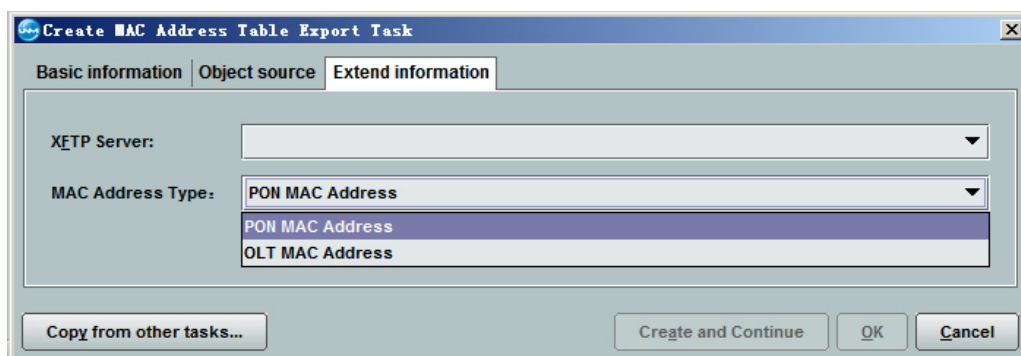 Create MAC Address Table Export Task
Basic information Object source Extend information
XFTP Server:
MAC Address Type: PON MAC Address
PON MAC Address
OLT MAC Address
Copy from other tasks... Create and Continue OK Cancel